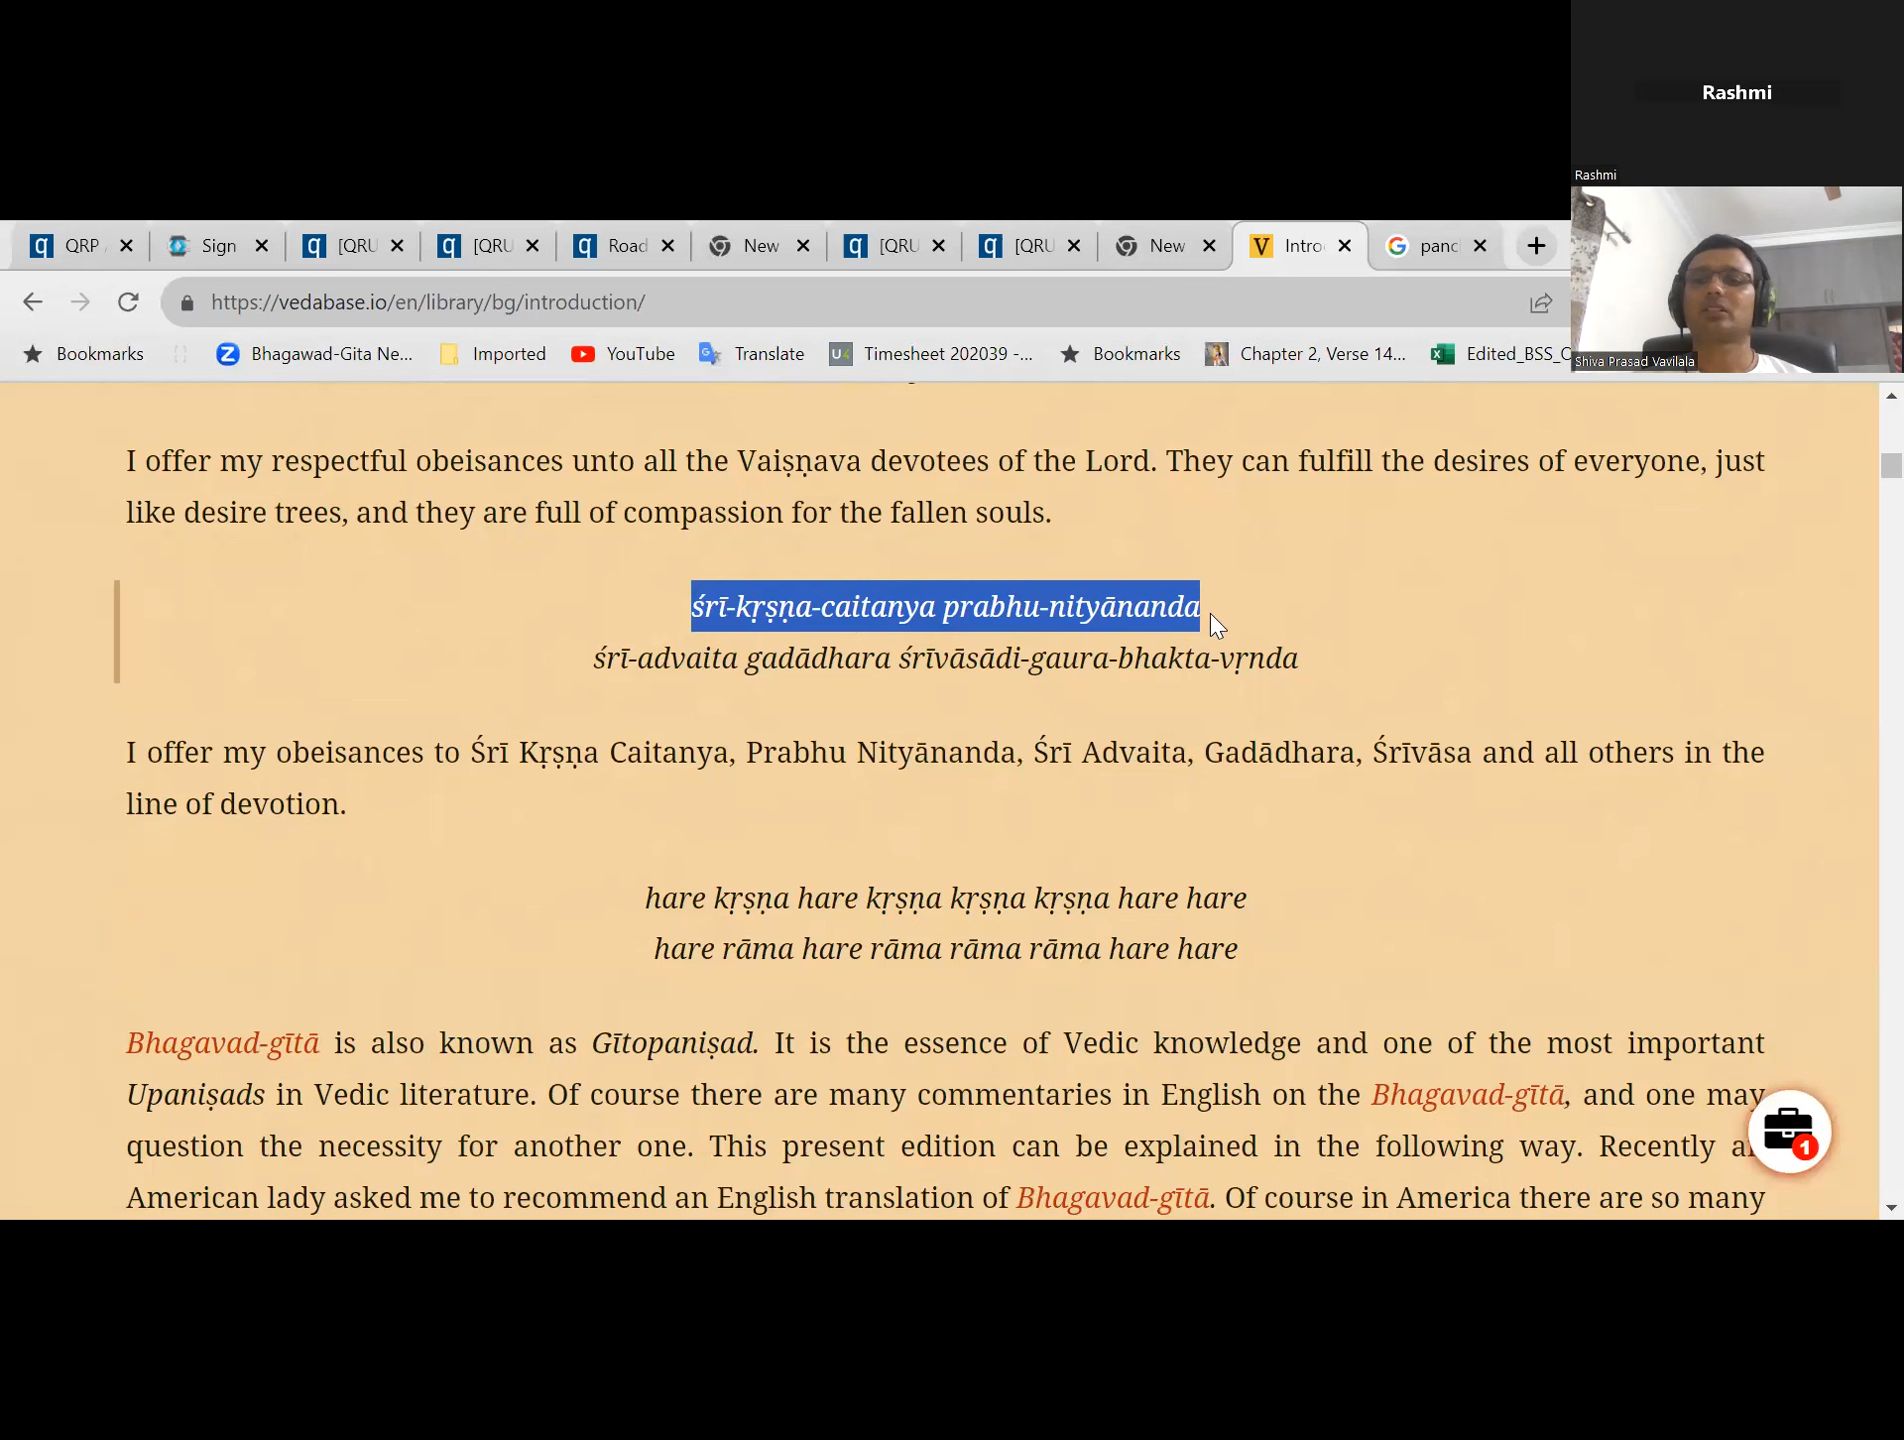 Rashmi
Rashmi
QRP
Sign
[QRU
[QRU
Road
New
[QRU
[QRU
New
Intro
panc
https://vedabase.io/en/library/bg/introduction/
Bookmarks
Bhagawad-Gita Ne...
Imported
YouTube
Translate
Timesheet 202039 -...
Bookmarks
Chapter 2, Verse 14...
Edited_BSS_C
Shiva Prasad Vavilala
I offer my respectful obeisances unto all the Vaiṣṇava devotees of the Lord. They can fulfill the desires of everyone, just
like desire trees, and they are full of compassion for the fallen souls.
śrī-kṛṣṇa-caitanya prabhu-nityānanda
śrī-advaita gadādhara śrīvāsādi-gaura-bhakta-vṛnda
I offer my obeisances to Śrī Kṛṣṇa Caitanya, Prabhu Nityānanda, Śrī Advaita, Gadādhara, Śrīvāsa and all others in the
line of devotion.
hare kṛṣṇa hare kṛṣṇa kṛṣṇa kṛṣṇa hare hare
hare rāma hare rāma rāma rāma hare hare
Bhagavad-gītā is also known as Gītopaniṣad. It is the essence of Vedic knowledge and one of the most important
Upaniṣads in Vedic literature. Of course there are many commentaries in English on the Bhagavad-gītā, and one may
question the necessity for another one. This present edition can be explained in the following way. Recently
1
American lady asked me to recommend an English translation of Bhagavad-gītā. Of course in America there are so many